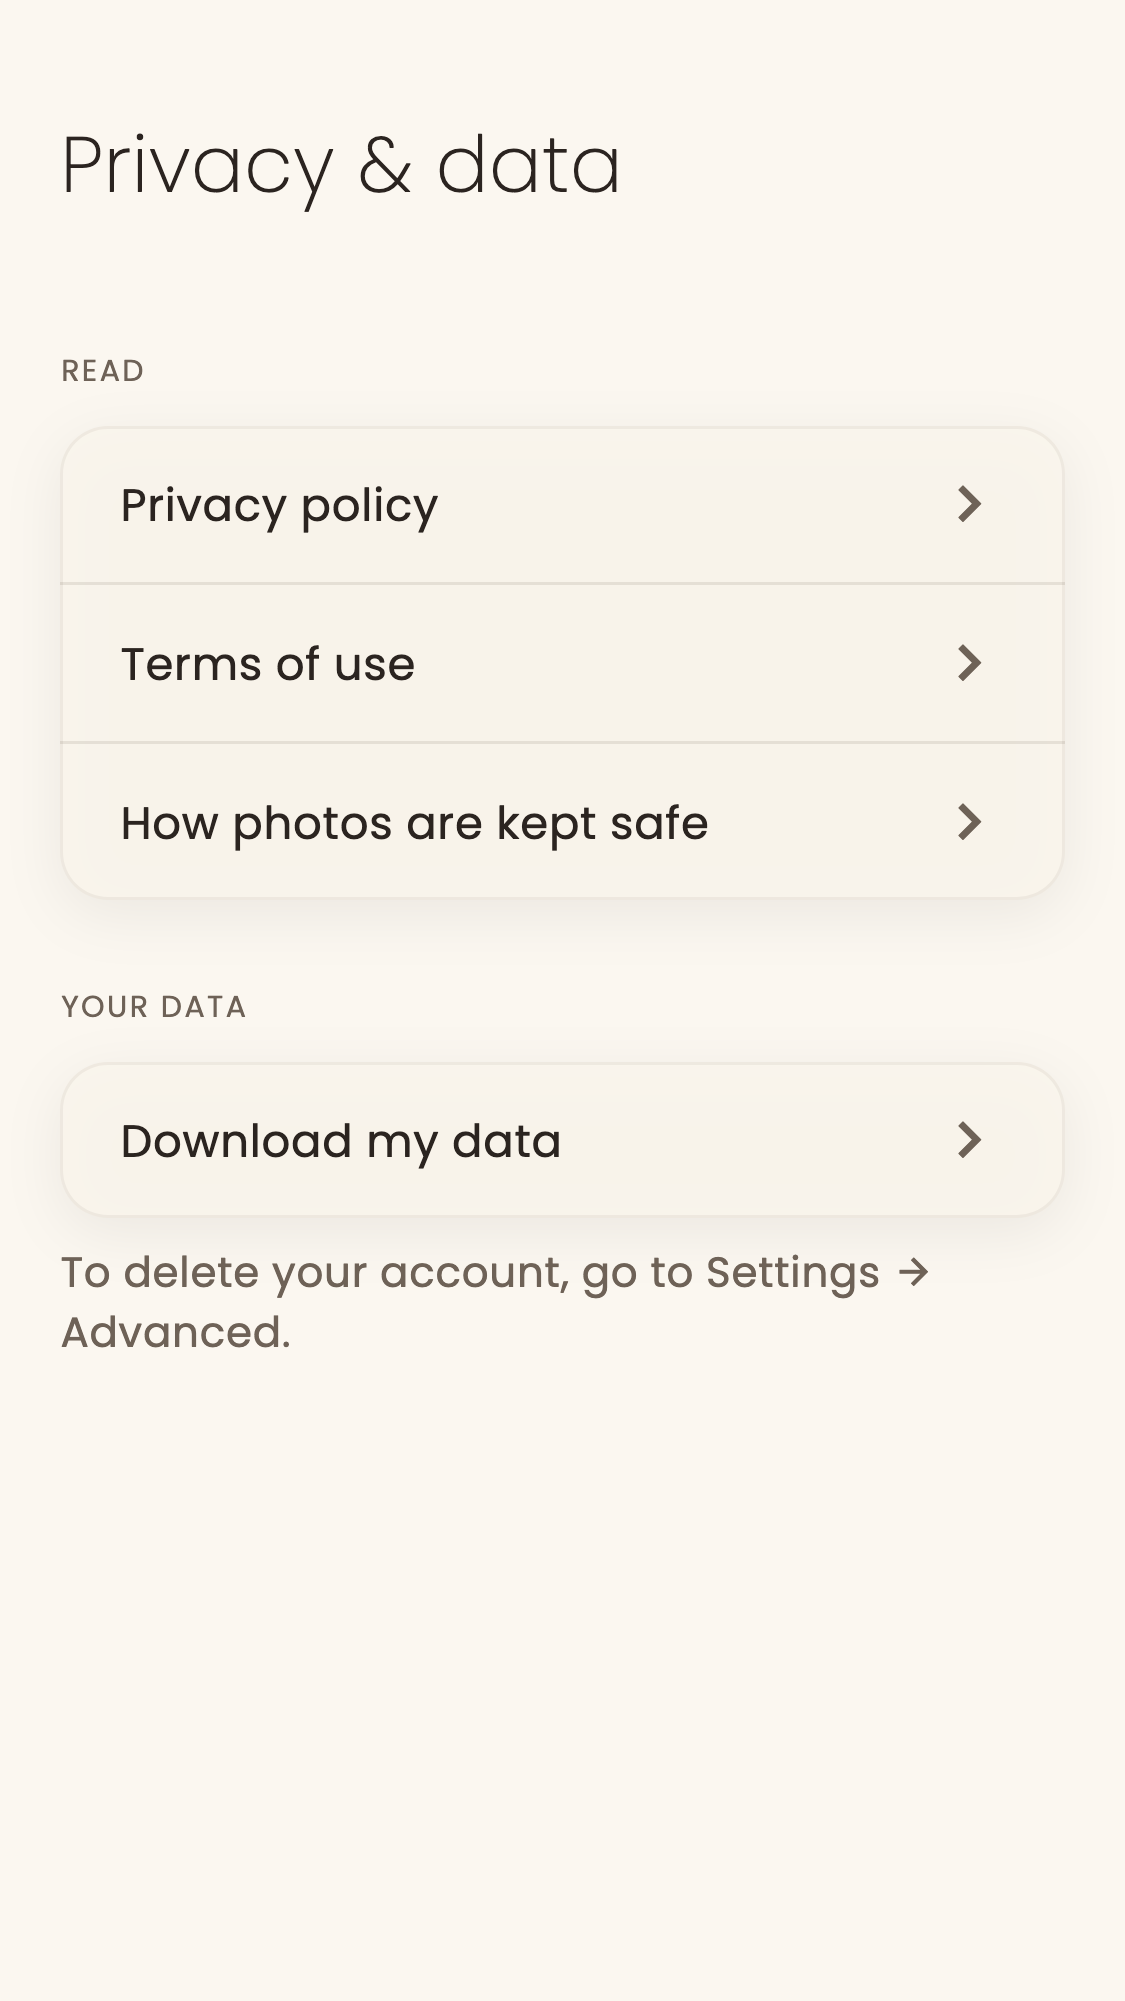 Privacy & data
READ
Privacy policy
Terms of use
How photos are kept safe
YOUR DATA
Download my data
To delete your account, go to Settings →
Advanced.